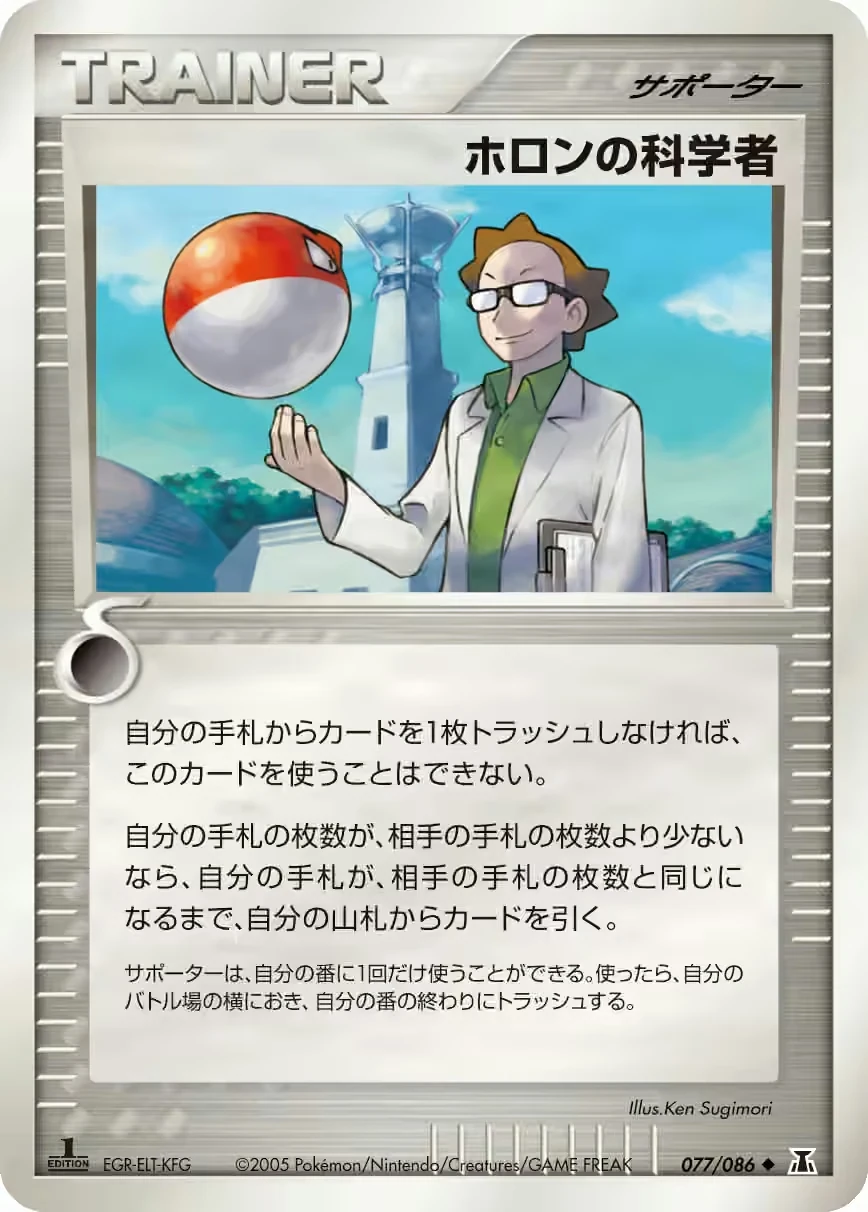 TRAINER
サポーター
ホロンの科学者
自分の手札からカードを1枚トラッシュしなければ、
このカードを使うことはできない。
自分の手札の枚数が、相手の手札の枚数より少ない
なら、自分の手札が、相手の手札の枚数と同じに
なるまで、自分の山札からカードを引く。
サポーターは、自分の番に1回だけ使うことができる。使ったら、自分の
バトル場の横におき、自分の番の終わりにトラッシュする。
Illus.Ken Sugimori
1
EDITION
EGR-ELT-KFG
©2005 Pokémon/Nintendo/Creatures/GAME FREAK
077/086